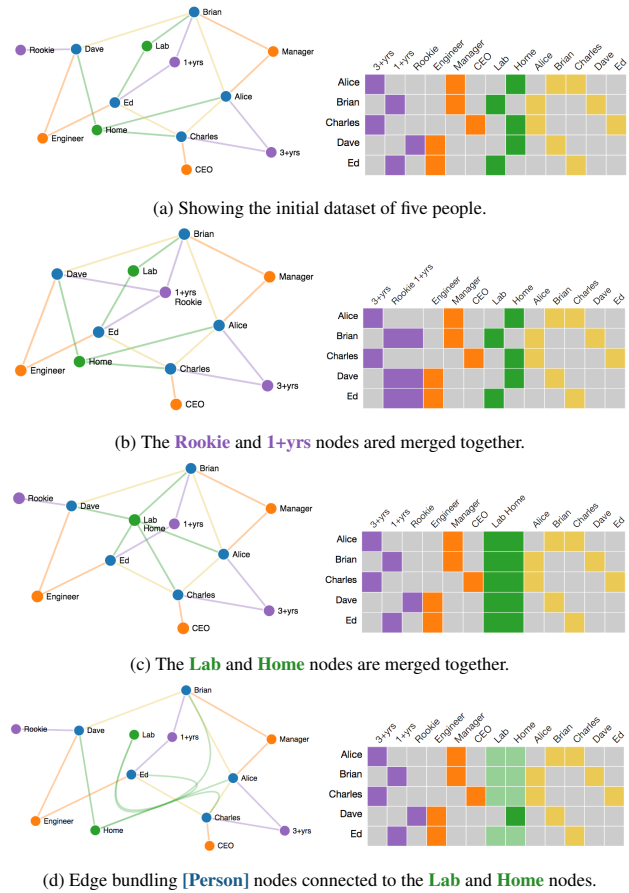 Brian
Rookie
Dave
Lab
1+yrs
Manager
Ed
Alice
Engineer
Home
Charles
3+yrs
CEO
3+yrs 1+yrs Rookie Engineer Manager CEO Lab Home Alice Brian Charles Dave Ed
Alice
Brian
Charles
Dave
Ed
(a) Showing the initial dataset of five people.
Brian
Dave
Lab
Manager
1+yrs
Rookie
Ed
Alice
Engineer
Home
Charles
3+yrs
CEO
3+yrs Rookie 1+yrs Engineer Manager CEO Lab Home Alice Brian Charles Dave Ed
Alice
Brian
Charles
Dave
Ed
(b) The Rookie and 1+yrs nodes ared merged together.
Brian
Rookie
Dave
Lab
Home
1+yrs
Manager
Ed
Alice
Engineer
Charles
3+yrs
CEO
3+yrs 1+yrs Rookie Engineer Manager CEO Lab Home Alice Brian Charles Dave Ed
Alice
Brian
Charles
Dave
Ed
(c) The Lab and Home nodes are merged together.
Brian
Rookie
Dave
Lab
1+yrs
Manager
Ed
Alice
Engineer
Home
Charles
3+yrs
CEO
3+yrs 1+yrs Rookie Engineer Manager CEO Lab Home Alice Brian Charles Dave Ed
Alice
Brian
Charles
Dave
Ed
(d) Edge bundling [Person] nodes connected to the Lab and Home nodes.